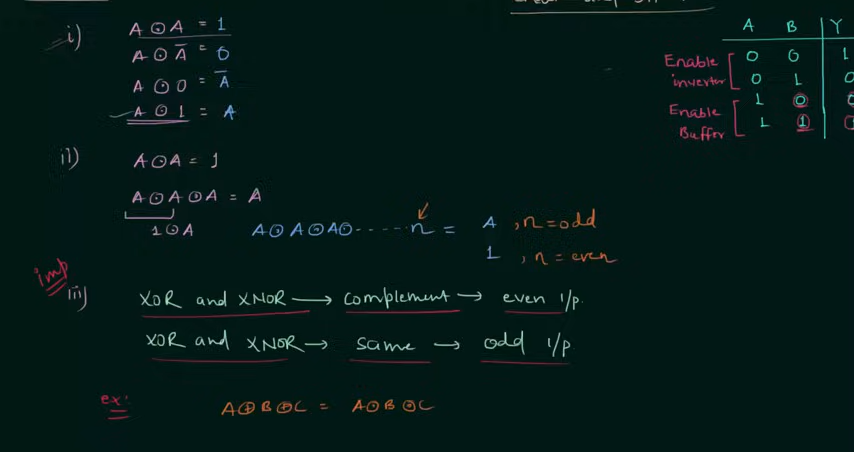 i) A ⊙ A = 1
A ⊙ Ā = 0
A ⊙ 0 = Ā
A ⊙ 1 = A
A B Y
Enable inverter
0 0 1
0 1 0
Enable Buffer
1 0 0
1 1 1
ii) A ⊙ A = 1
A ⊙ A ⊙ A = A
1 ⊙ A
A ⊙ A ⊙ A ⊙ ------ n = A , n = odd
1 , n = even
imp
iii) XOR and XNOR → complement → even i/p.
XOR and XNOR → same → odd i/p
ex: A ⊕ B ⊕ C = A ⊙ B ⊙ C